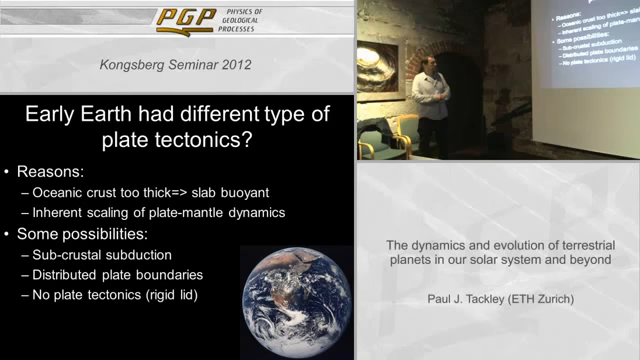 PGP
PHYSICS OF
GEOLOGICAL
PROCESSES
Kongsberg Seminar 2012
Early Earth had different type of
plate tectonics?
• Reasons:
– Oceanic crust too thick=> slab buoyant
– Inherent scaling of plate-mantle dynamics
• Some possibilities:
– Sub-crustal subduction
– Distributed plate boundaries
– No plate tectonics (rigid lid)
Reasons:
Oceanic crust too thick=> slab
Inherent scaling of plate-m
Some possibilities:
Sub-crustal subduction
Distributed plate boundaries
No plate tectonics (rigid lid)
The dynamics and evolution of terrestrial
planets in our solar system and beyond
Paul J. Tackley (ETH Zurich)